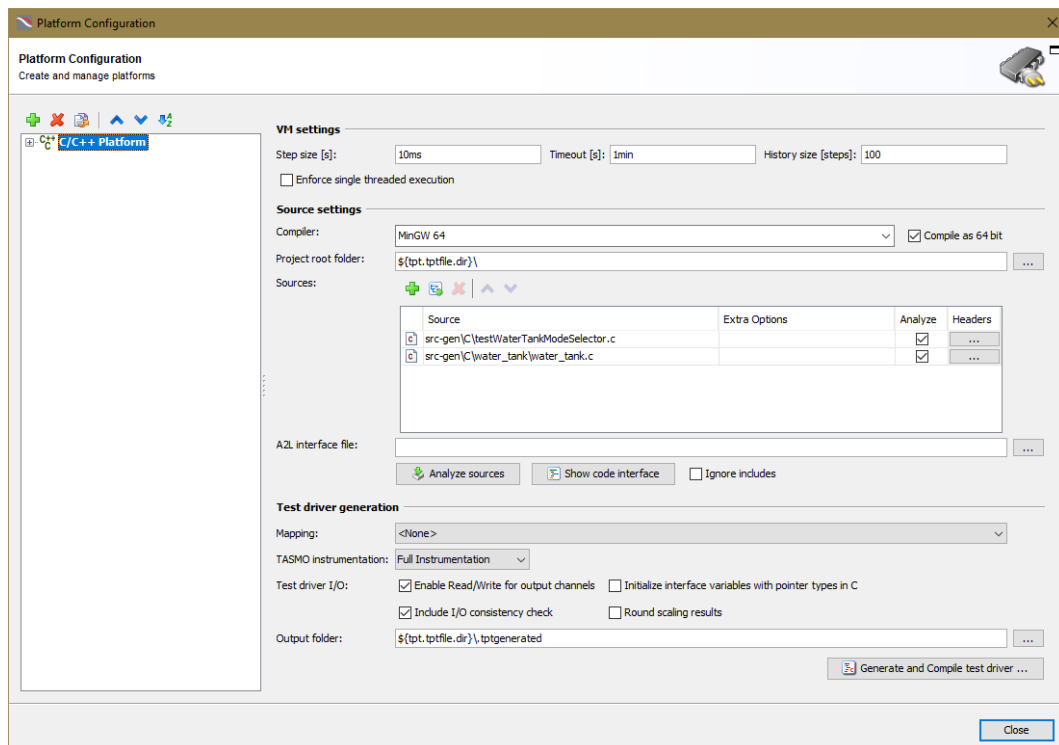 Platform Configuration
Platform Configuration
Create and manage platforms
C/C++ Platform
VM settings
Step size [s]: 10ms Timeout [s]: 1min History size [steps]: 100
Enforce single threaded execution
Source settings
Compiler: MinGW 64 Compile as 64 bit
Project root folder: ${tpt.tptfile.dir}\ ...
Sources:
Source Extra Options Analyze Headers
src-gen\C\testWaterTankModeSelector.c ...
src-gen\C\water_tank\water_tank.c ...
A2L interface file: ...
Analyze sources Show code interface Ignore includes
Test driver generation
Mapping: <None>
TASMO instrumentation: Full Instrumentation
Test driver I/O: Enable Read/Write for output channels Initialize interface variables with pointer types in C
Include I/O consistency check Round scaling results
Output folder: ${tpt.tptfile.dir}\.tptgenerated ...
Generate and Compile test driver ...
Close